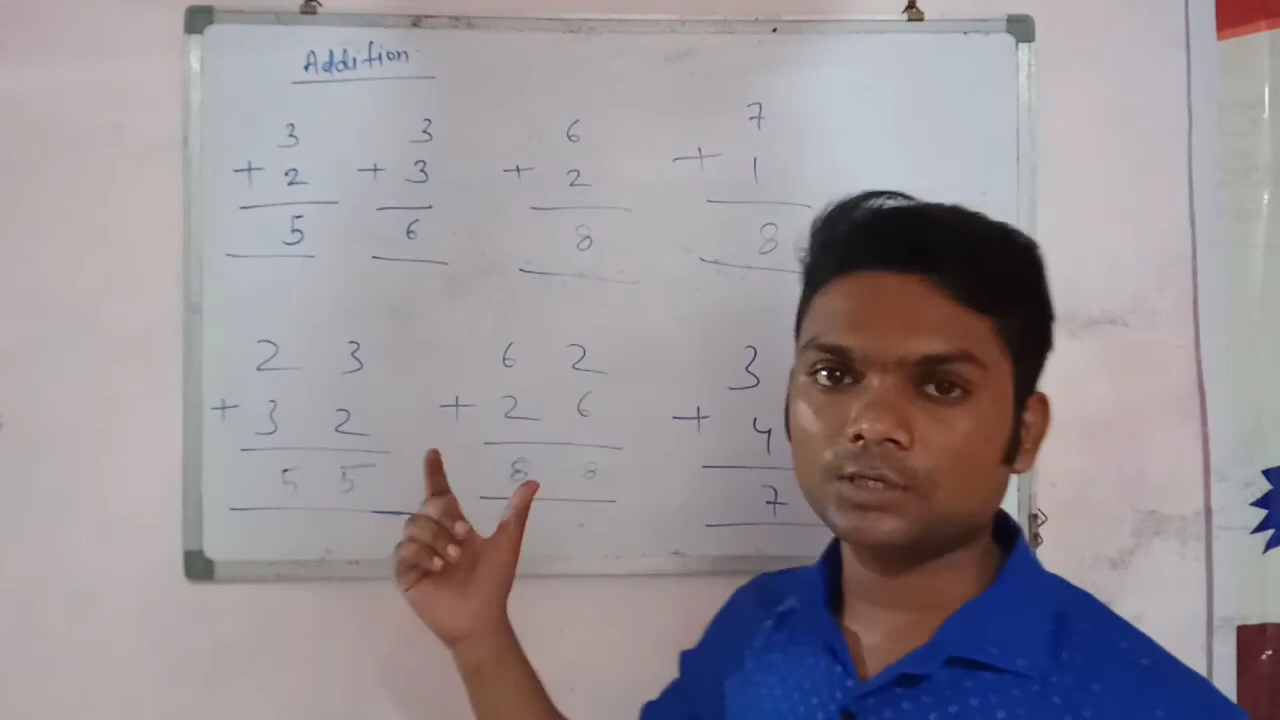 Addition
3 3 6 7
+ 2 + 3 + 2 + 1
5 6 8 8
2 3 6 2 3
+ 3 2 + 2 6 + 4
5 5 8 8 7